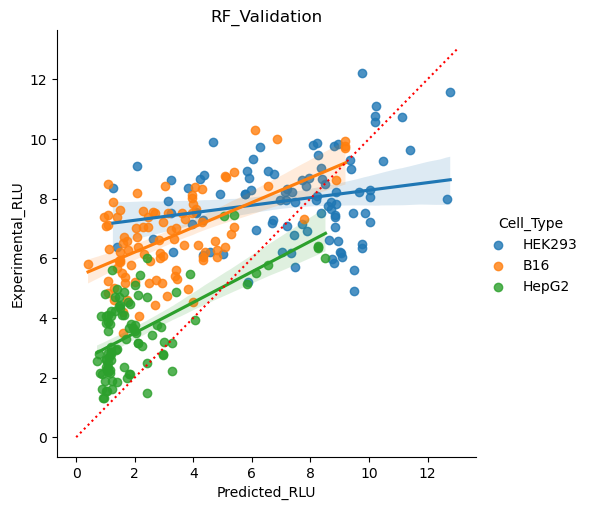 RF_Validation
Experimental_RLU
12
10
8
6
4
2
0
0 2 4 6 8 10 12
Predicted_RLU
Cell_Type
HEK293
B16
HepG2